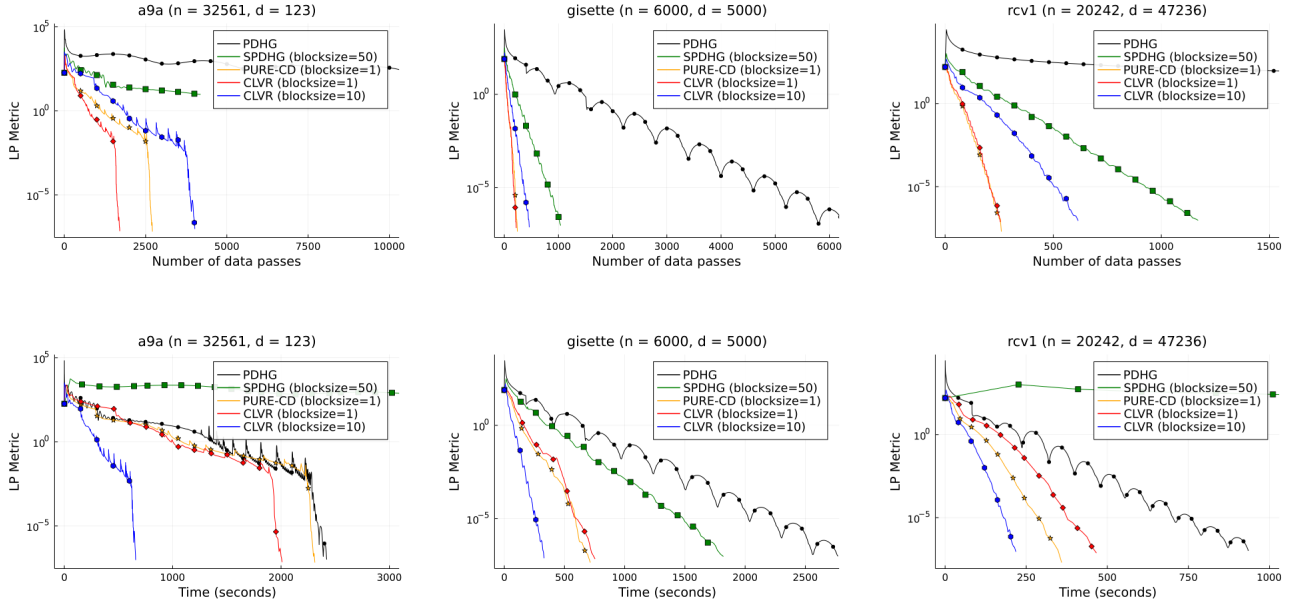 a9a (n = 32561, d = 123)
LP Metric
10^5
10^0
10^-5
PDHG
SPDHG (blocksize=50)
PURE-CD (blocksize=1)
CLVR (blocksize=1)
CLVR (blocksize=10)
0 2500 5000 7500 10000
Number of data passes
gisette (n = 6000, d = 5000)
LP Metric
10^0
10^-5
PDHG
SPDHG (blocksize=50)
PURE-CD (blocksize=1)
CLVR (blocksize=1)
CLVR (blocksize=10)
0 1000 2000 3000 4000 5000 6000
Number of data passes
rcv1 (n = 20242, d = 47236)
LP Metric
10^0
10^-5
PDHG
SPDHG (blocksize=50)
PURE-CD (blocksize=1)
CLVR (blocksize=1)
CLVR (blocksize=10)
0 500 1000 1500
Number of data passes
a9a (n = 32561, d = 123)
LP Metric
10^5
10^0
10^-5
PDHG
SPDHG (blocksize=50)
PURE-CD (blocksize=1)
CLVR (blocksize=1)
CLVR (blocksize=10)
0 1000 2000 3000
Time (seconds)
gisette (n = 6000, d = 5000)
LP Metric
10^0
10^-5
PDHG
SPDHG (blocksize=50)
PURE-CD (blocksize=1)
CLVR (blocksize=1)
CLVR (blocksize=10)
0 500 1000 1500 2000 2500
Time (seconds)
rcv1 (n = 20242, d = 47236)
LP Metric
10^0
10^-5
PDHG
SPDHG (blocksize=50)
PURE-CD (blocksize=1)
CLVR (blocksize=1)
CLVR (blocksize=10)
0 250 500 750 1000
Time (seconds)